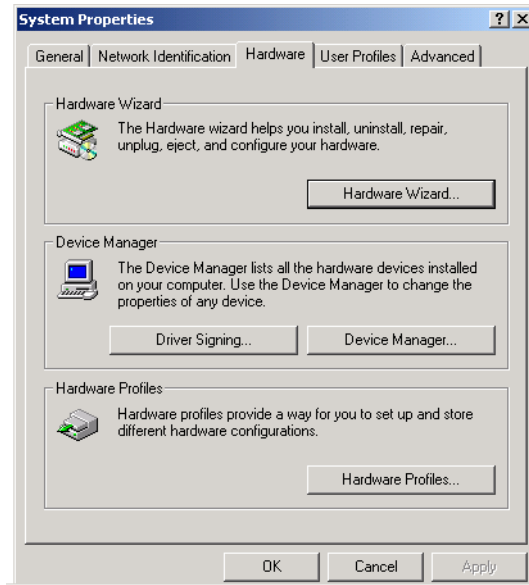 System Properties
General Network Identification Hardware User Profiles Advanced
Hardware Wizard
The Hardware wizard helps you install, uninstall, repair,
unplug, eject, and configure your hardware.
Hardware Wizard...
Device Manager
The Device Manager lists all the hardware devices installed
on your computer. Use the Device Manager to change the
properties of any device.
Driver Signing... Device Manager...
Hardware Profiles
Hardware profiles provide a way for you to set up and store
different hardware configurations.
Hardware Profiles...
OK Cancel Apply